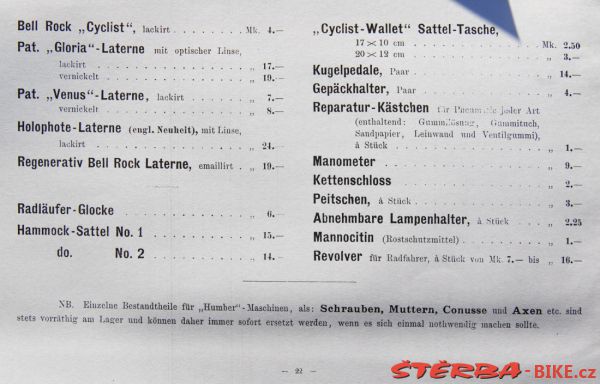 Bell Rock „Cyclist“, lackirt . . . . . . Mk. 4.—
Pat. „Gloria“-Laterne mit optischer Linse,
lackirt . . . . . . . . . . . . . . „ 17.—
vernickelt . . . . . . . . . . . . . „ 19.—
Pat. „Venus“-Laterne, lackirt . . . . . „ 7.—
vernickelt . . . . . . . . . . . . . „ 8.—
Holophote-Laterne (engl. Neuheit), mit Linse,
lackirt . . . . . . . . . . . . . . „ 24.—
Regenerativ Bell Rock Laterne, emaillirt . „ 19.—
Radläufer-Glocke . . . . . . . . . . „ 6.—
Hammock-Sattel No. 1 . . . . . . . . „ 15.—
do. No. 2 . . . . . . . . „ 14.—
„Cyclist-Wallet“ Sattel-Tasche,
17 × 10 cm . . . . . . . . . . . Mk. 2.50
20 × 12 cm . . . . . . . . . . . „ 3.—
Kugelpedale, Paar . . . . . . . . . . „ 14.—
Gepäckhalter, Paar . . . . . . . . . . „ 4.—
Reparatur-Kästchen für Pneumatic jeder Art
(enthaltend: Gummilösung, Gummituch,
Sandpapier, Leinwand und Ventilgummi),
à Stück . . . . . . . . . . . . . „ 1.—
Manometer . . . . . . . . . . . . „ 9.—
Kettenschloss . . . . . . . . . . . „ 2.—
Peitschen, à Stück . . . . . . . . . . „ 3.—
Abnehmbare Lampenhalter, à Stück . . . „ 2.25
Mannocitin (Rostschutzmittel) . . . . . . „ 1.—
Revolver für Radfahrer, à Stück von Mk. 7.— bis „ 16.—
NB. Einzelne Bestandtheile für „Humber“-Maschinen, als: Schrauben, Muttern, Conusse und Axen etc. sind
stets vorräthig am Lager und können daher immer sofort ersetzt werden, wenn es sich einmal nothwendig machen sollte.
— 22 —
ŠTĚRBA-BIKE.cz